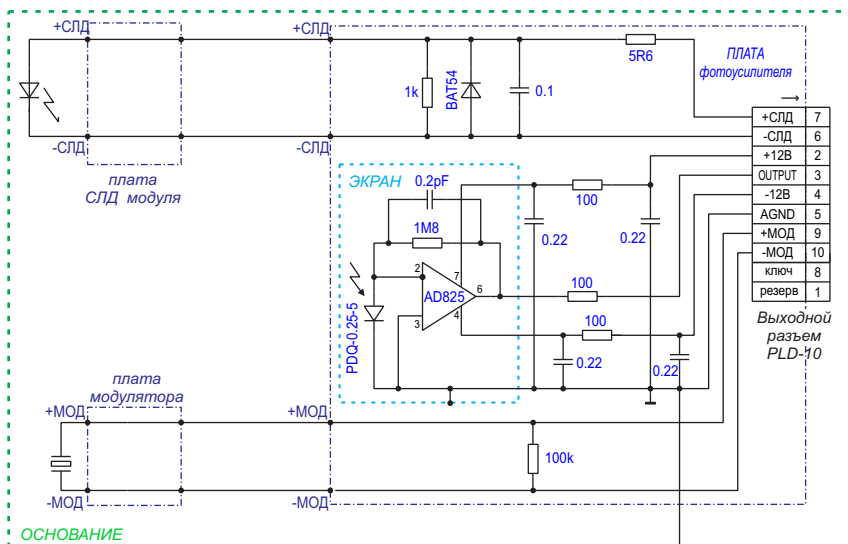 +СЛД
+СЛД
5R6
ПЛАТА
фотоусилителя
1k
BAT54
0.1
-СЛД
-СЛД
плата
СЛД модуля
+СЛД 7
-СЛД 6
+12В 2
OUTPUT 3
-12В 4
AGND 5
+МОД 9
-МОД 10
ключ 8
резерв 1
Выходной
разъем
PLD-10
ЭКРАН
0.2pF
1M8
100
0.22
0.22
2
7
AD825
6
3
4
PDQ-0.25-5
100
100
0.22
0.22
плата
модулятора
+МОД
+МОД
100k
-МОД
-МОД
ОСНОВАНИЕ